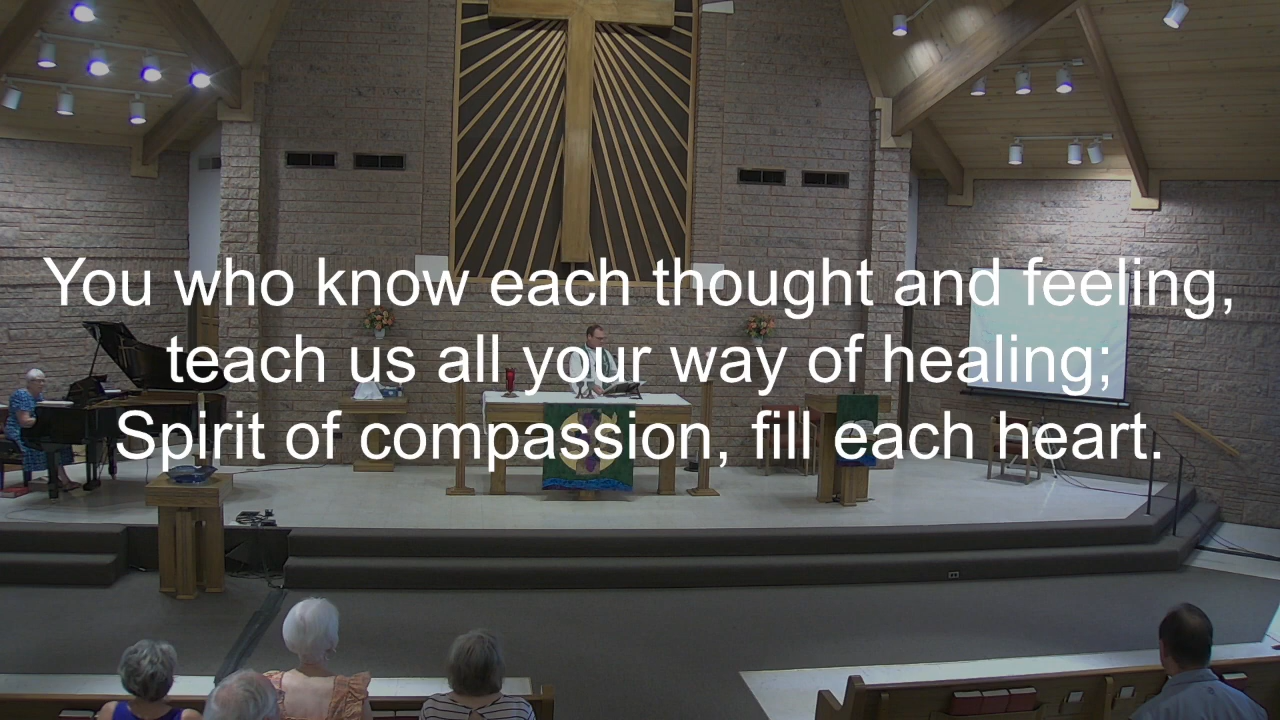 You who know each thought and feeling,
teach us all your way of healing;
Spirit of compassion, fill each heart.